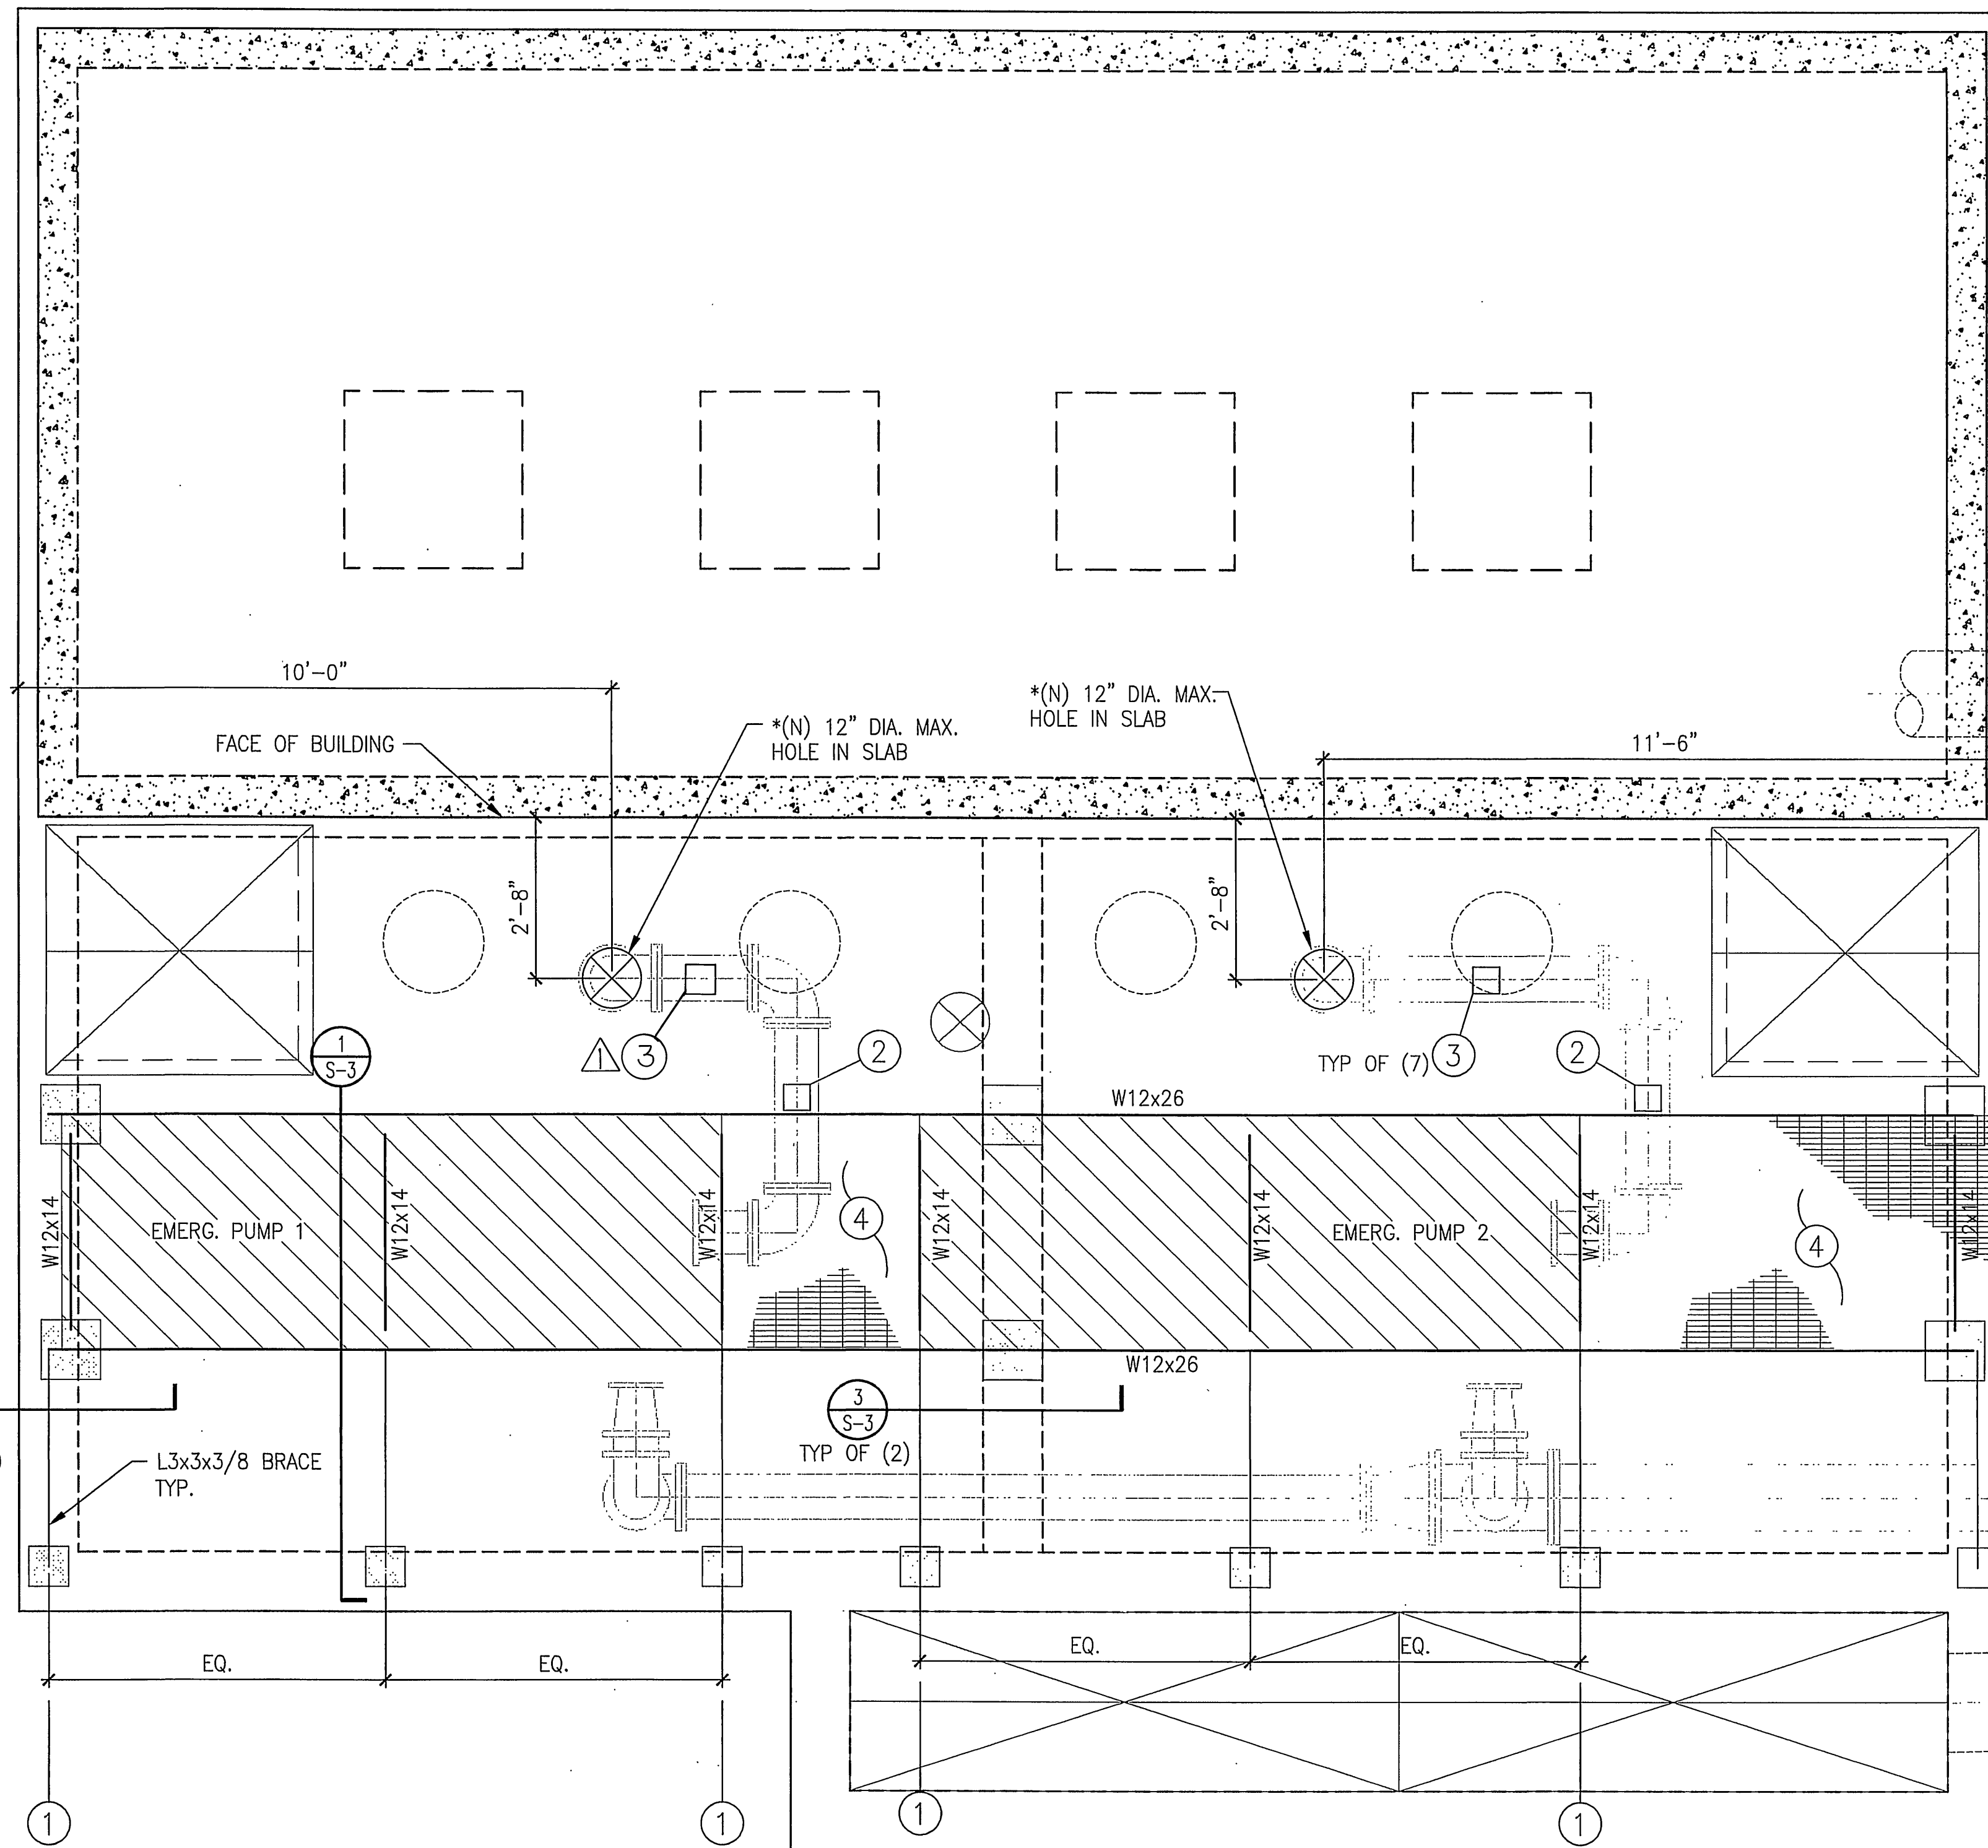 10'-0"
*(N) 12" DIA. MAX.
HOLE IN SLAB
*(N) 12" DIA. MAX.
HOLE IN SLAB
FACE OF BUILDING
11'-6"
2'-8"
2'-8"
1
S-3
1
3
2
TYP OF (7)
3
2
W12x26
W12x14
EMERG. PUMP 1
W12x14
W12x14
4
W12x14
W12x14
EMERG. PUMP 2
W12x14
4
W12x14
W12x26
3
S-3
TYP OF (2)
L3x3x3/8 BRACE
TYP.
EQ.
EQ.
EQ.
EQ.
1
1
1
1